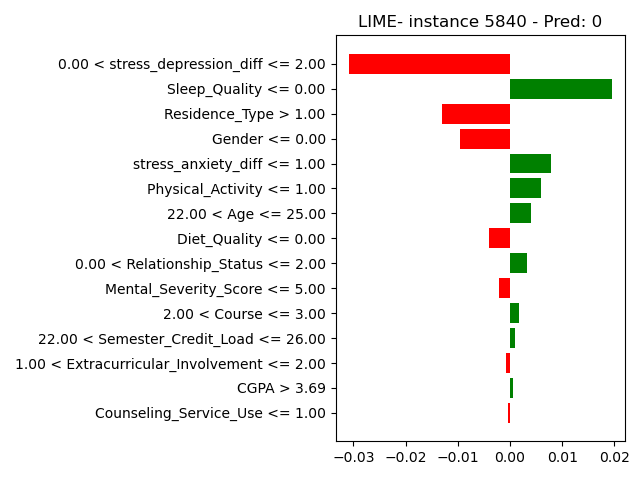 LIME- instance 5840 - Pred: 0
0.00 < stress_depression_diff <= 2.00
Sleep_Quality <= 0.00
Residence_Type > 1.00
Gender <= 0.00
stress_anxiety_diff <= 1.00
Physical_Activity <= 1.00
22.00 < Age <= 25.00
Diet_Quality <= 0.00
0.00 < Relationship_Status <= 2.00
Mental_Severity_Score <= 5.00
2.00 < Course <= 3.00
22.00 < Semester_Credit_Load <= 26.00
1.00 < Extracurricular_Involvement <= 2.00
CGPA > 3.69
Counseling_Service_Use <= 1.00
−0.03 −0.02 −0.01 0.00 0.01 0.02